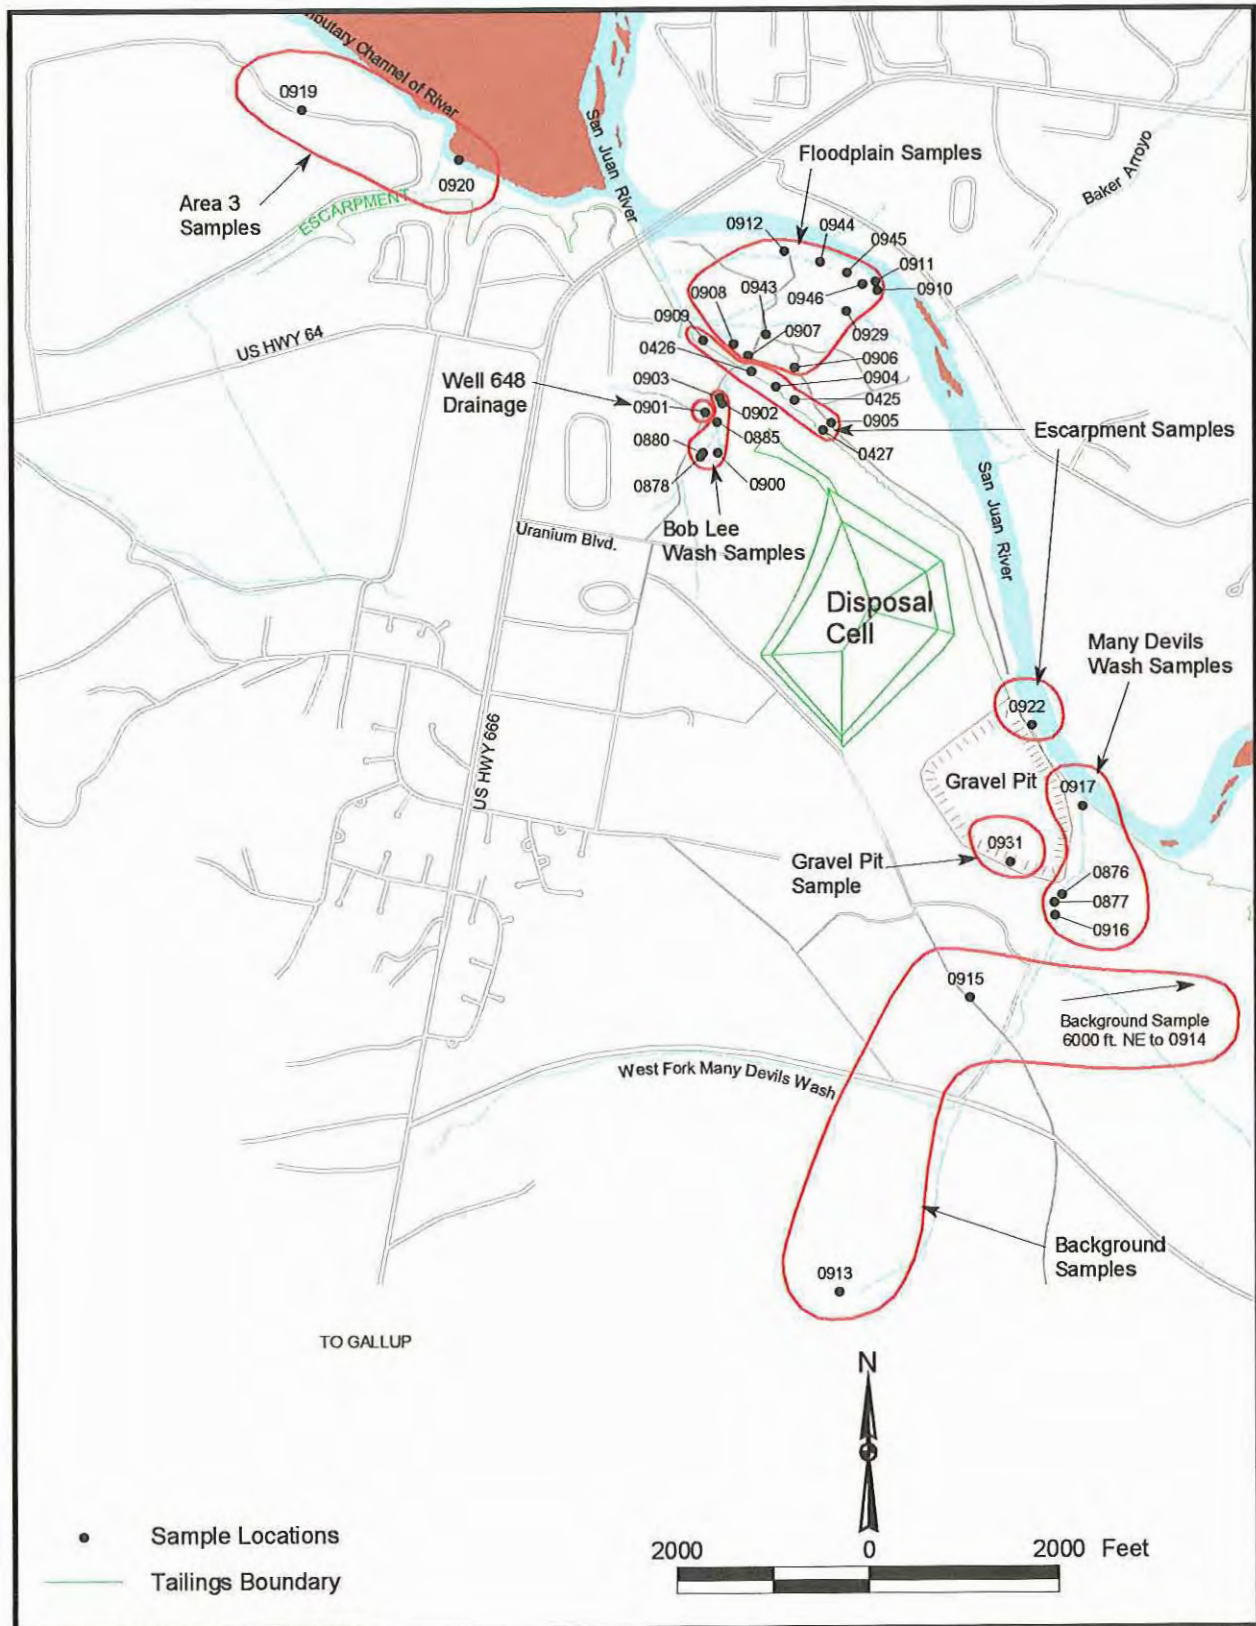 ibutary Channel of River
0919
San Juan River
Floodplain Samples
Baker Arroyo
0920
Area 3
Samples
ESCARPMENT
0912
0944
0945
0911
0910
0946
0943
0908
0909
0929
0907
US HWY 64
0426
0906
0904
0903
0425
Well 648
Drainage
0901
0902
0905
Escarpment Samples
0885
0427
0880
0878
0900
San Juan River
Bob Lee
Wash Samples
Uranium Blvd.
Disposal
Cell
Many Devils
Wash Samples
0922
US HWY 666
Gravel Pit
0917
0931
Gravel Pit
Sample
0876
0877
0916
0915
Background Sample
6000 ft. NE to 0914
West Fork Many Devils Wash
Background
Samples
0913
TO GALLUP
N
Sample Locations
Tailings Boundary
2000 0 2000 Feet